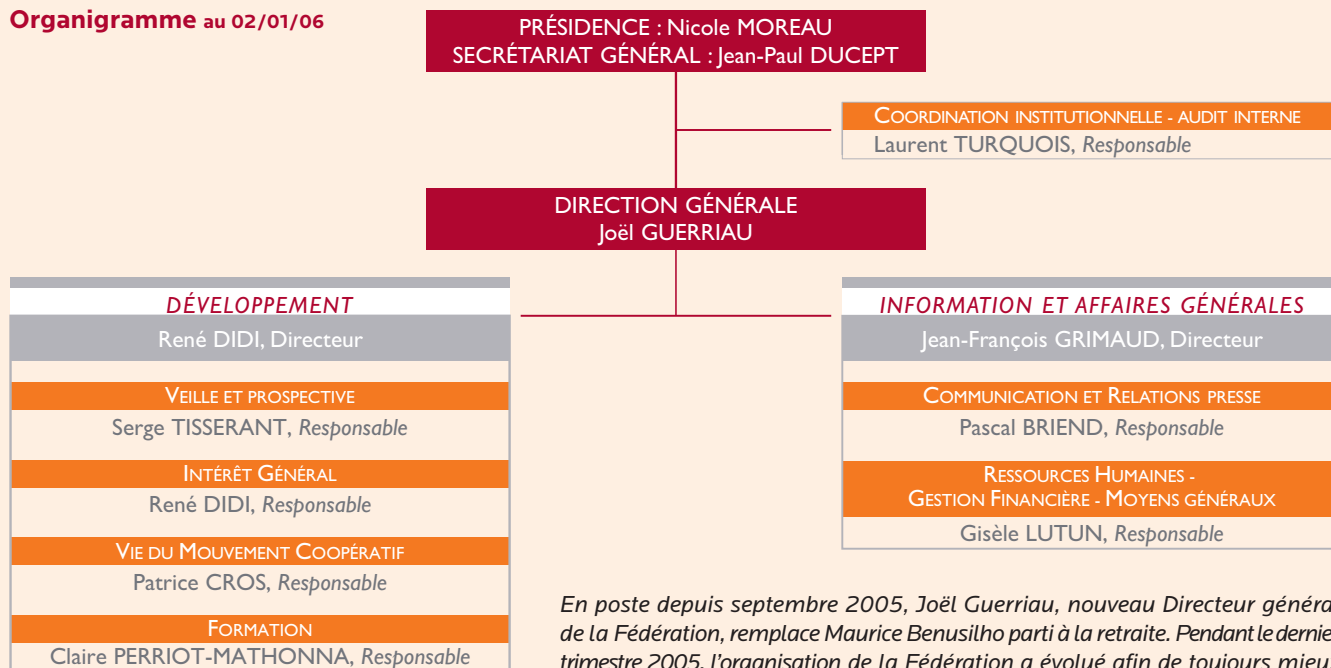 Organigramme au 02/01/06
PRÉSIDENCE : Nicole MOREAU
SECRÉTARIAT GÉNÉRAL : Jean-Paul DUCEPT
COORDINATION INSTITUTIONNELLE - AUDIT INTERNE
Laurent TURQUOIS, Responsable
DIRECTION GÉNÉRALE
Joël GUERRIAU
DÉVELOPPEMENT
René DIDI, Directeur
VEILLE ET PROSPECTIVE
Serge TISSERANT, Responsable
INTÉRÊT GÉNÉRAL
René DIDI, Responsable
VIE DU MOUVEMENT COOPÉRATIF
Patrice CROS, Responsable
FORMATION
Claire PERRIOT-MATHONNA, Responsable
INFORMATION ET AFFAIRES GÉNÉRALES
Jean-François GRIMAUD, Directeur
COMMUNICATION ET RELATIONS PRESSE
Pascal BRIEND, Responsable
RESSOURCES HUMAINES -
GESTION FINANCIÈRE - MOYENS GÉNÉRAUX
Gisèle LUTUN, Responsable
En poste depuis septembre 2005, Joël Guerriau, nouveau Directeur généra
de la Fédération, remplace Maurice Benusilho parti à la retraite. Pendant le dernie
trimestre 2005, l'organisation de la Fédération a évolué afin de toujours mieu